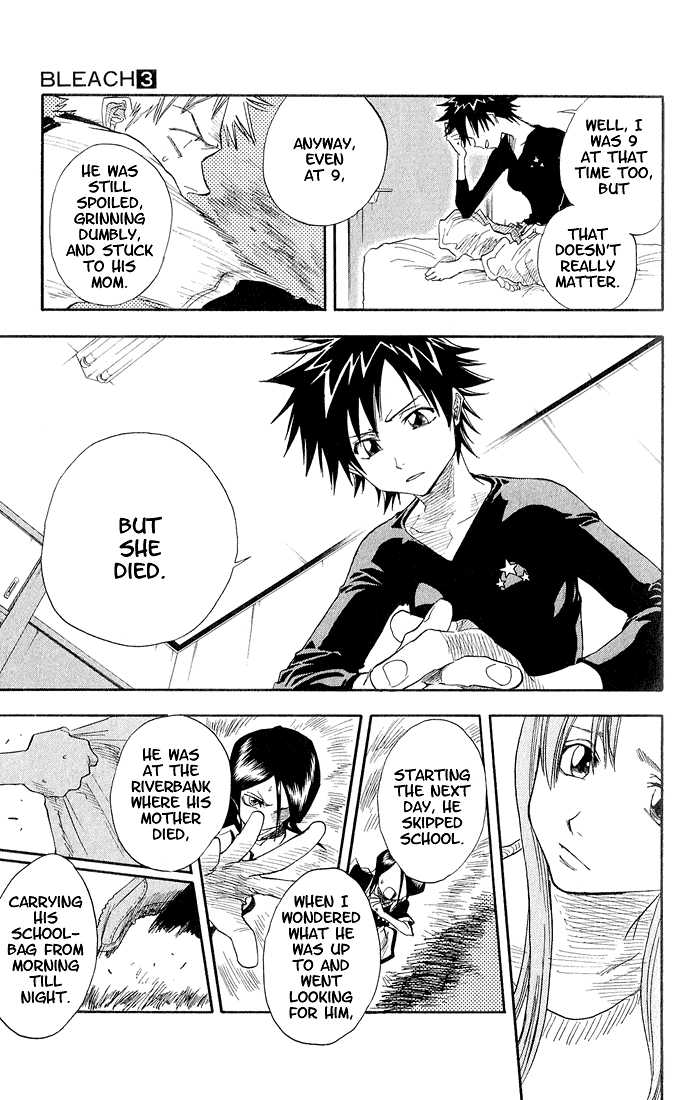 BLEACH 3
WELL, I
WAS 9
AT THAT
TIME TOO,
BUT
THAT
DOESN'T
REALLY
MATTER.
ANYWAY,
EVEN
AT 9,
HE WAS
STILL
SPOILED,
GRINNING
DUMBLY,
AND STUCK
TO HIS
MOM.
BUT
SHE
DIED.
STARTING
THE NEXT
DAY, HE
SKIPPED
SCHOOL.
WHEN I
WONDERED
WHAT HE
WAS UP
TO AND
WENT
LOOKING
FOR HIM,
HE WAS
AT THE
RIVERBANK
WHERE HIS
MOTHER
DIED,
CARRYING
HIS
SCHOOL-
BAG FROM
MORNING
TILL
NIGHT.